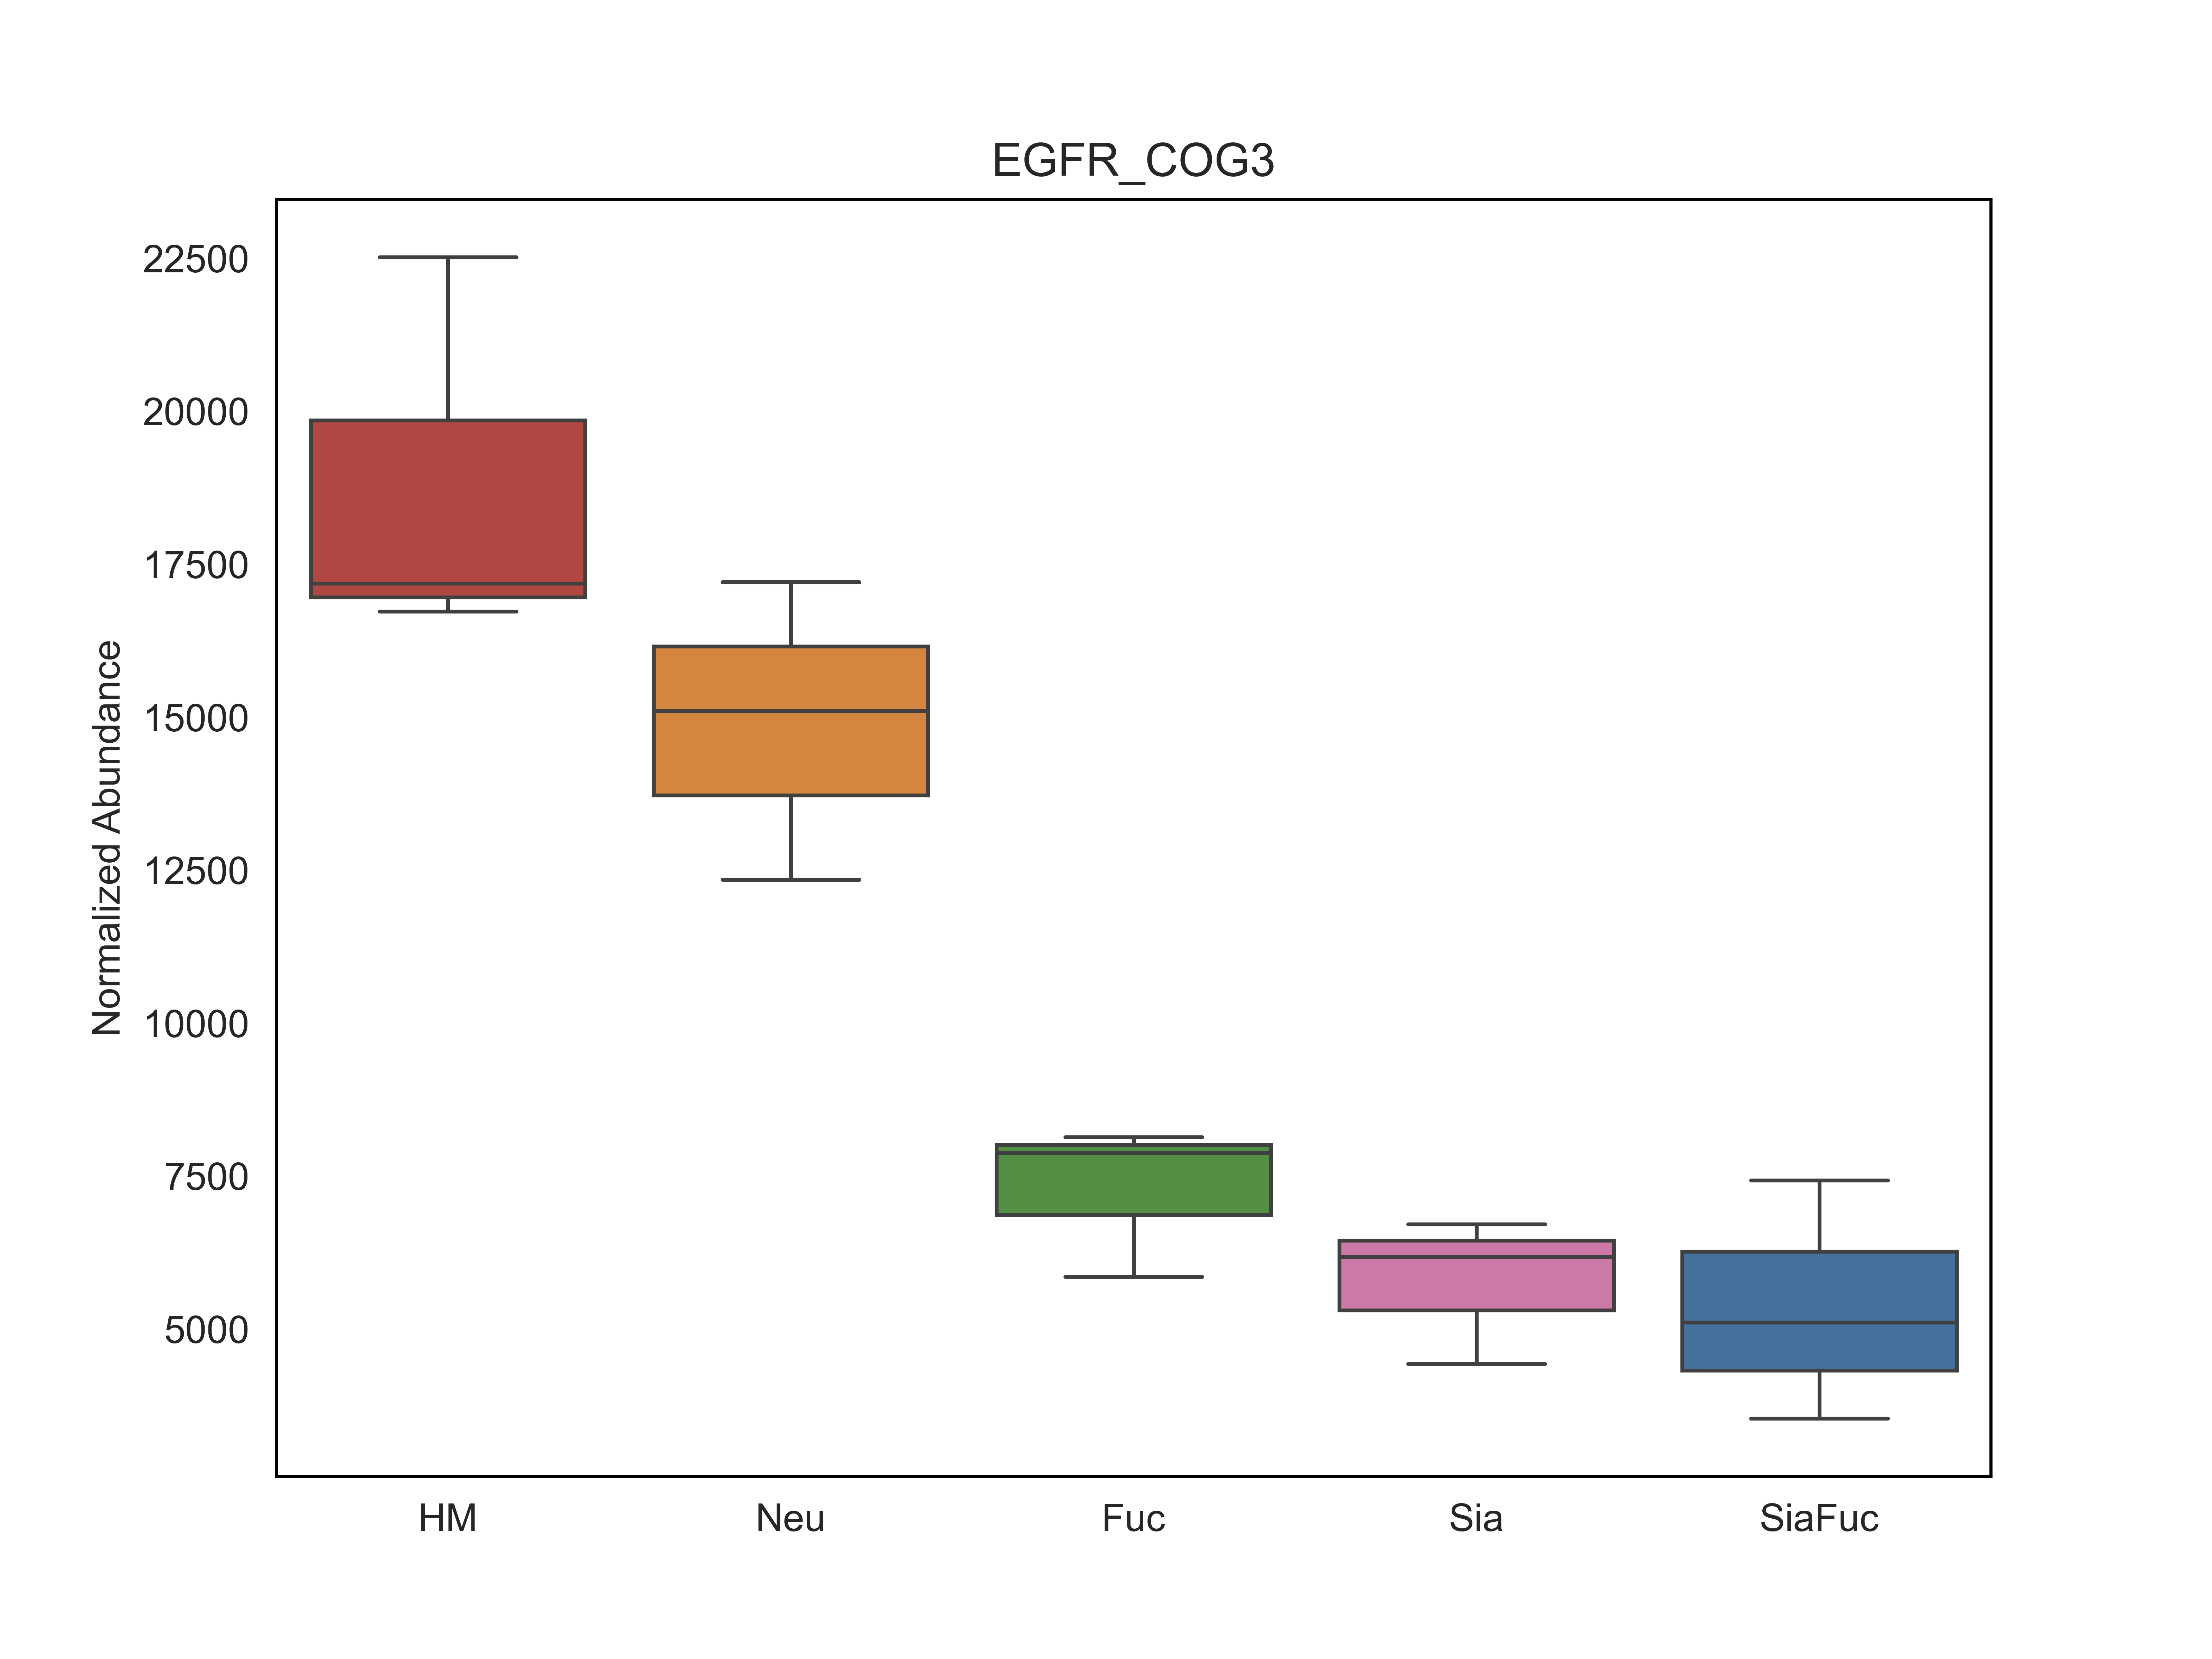 EGFR_COG3
22500
20000
17500
15000
12500
10000
7500
5000
Normalized Abundance
HM
Neu
Fuc
Sia
SiaFuc